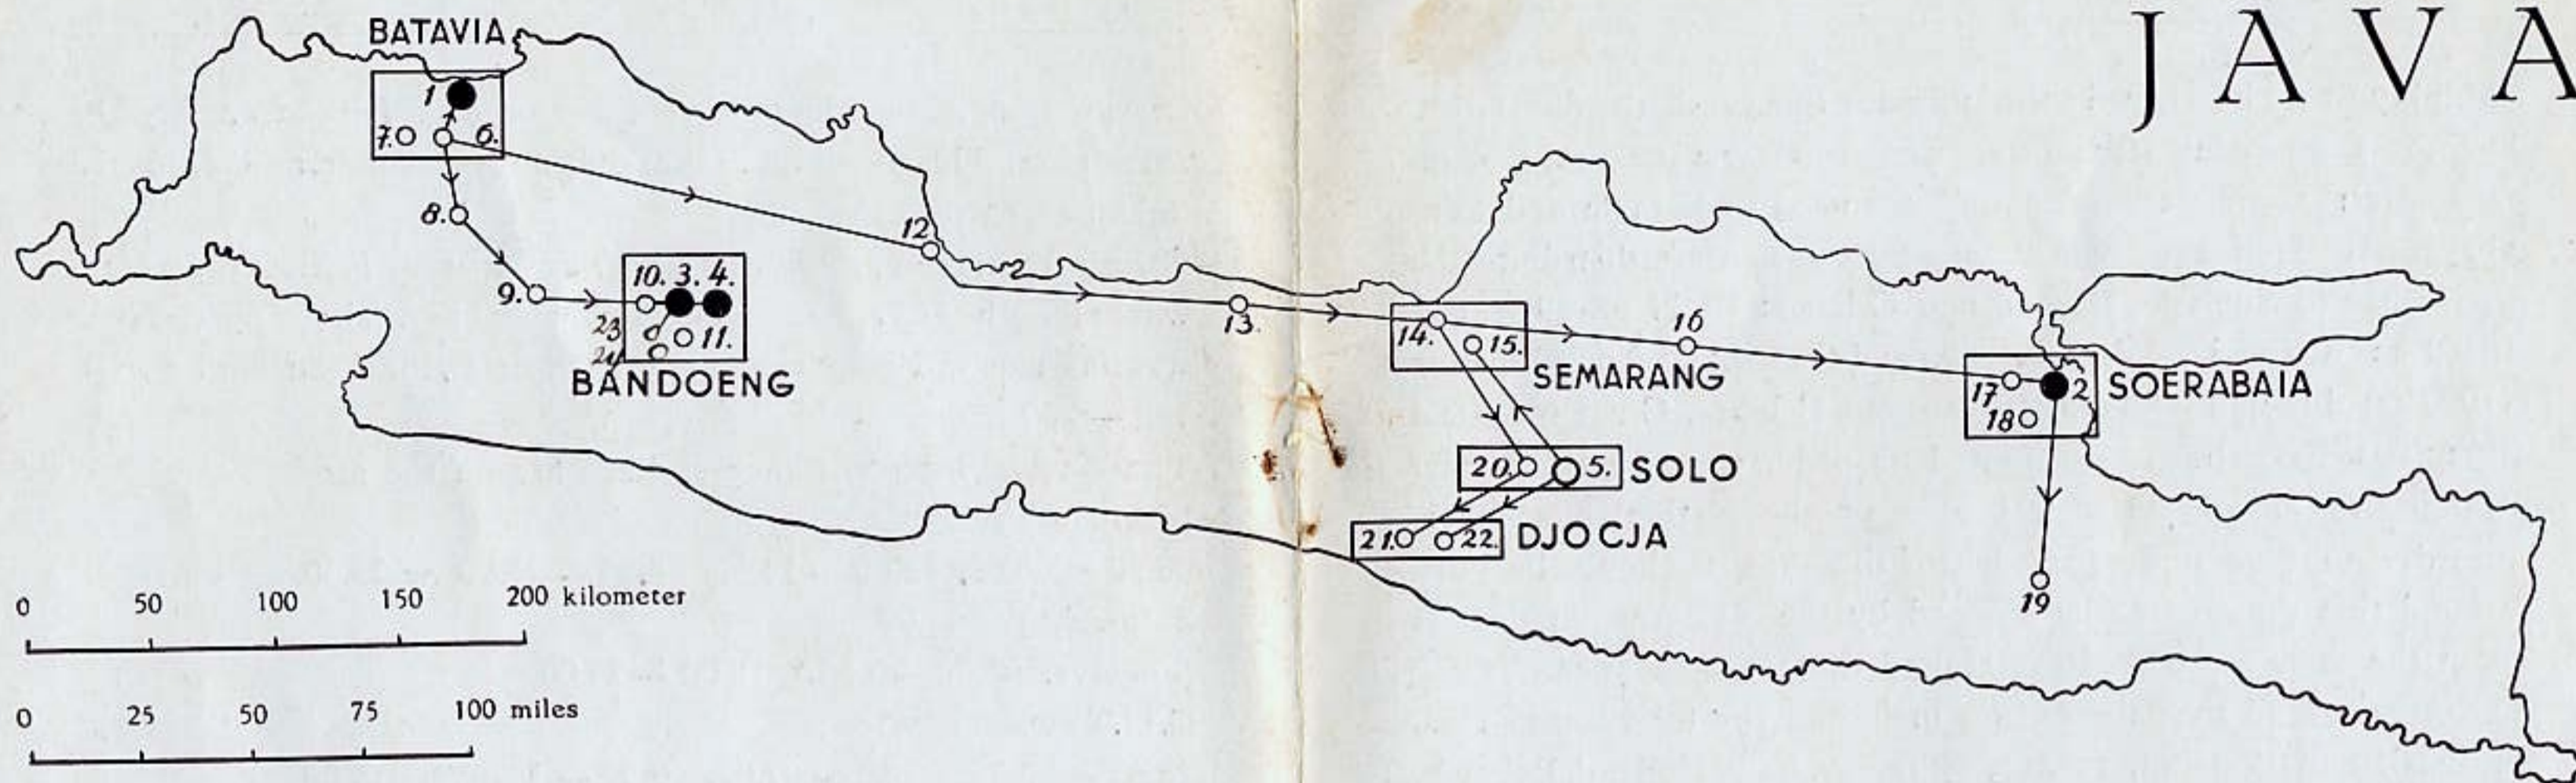 JAVA
BATAVIA
1
7. 6.
8.
12
9.
10. 3. 4.
23
11.
24
BANDOENG
13.
14.
15.
SEMARANG
16
17 2
18
SOERABAIA
20. 5. SOLO
21. 22. DJOCJA
19
0 50 100 150 200 kilometer
0 25 50 75 100 miles